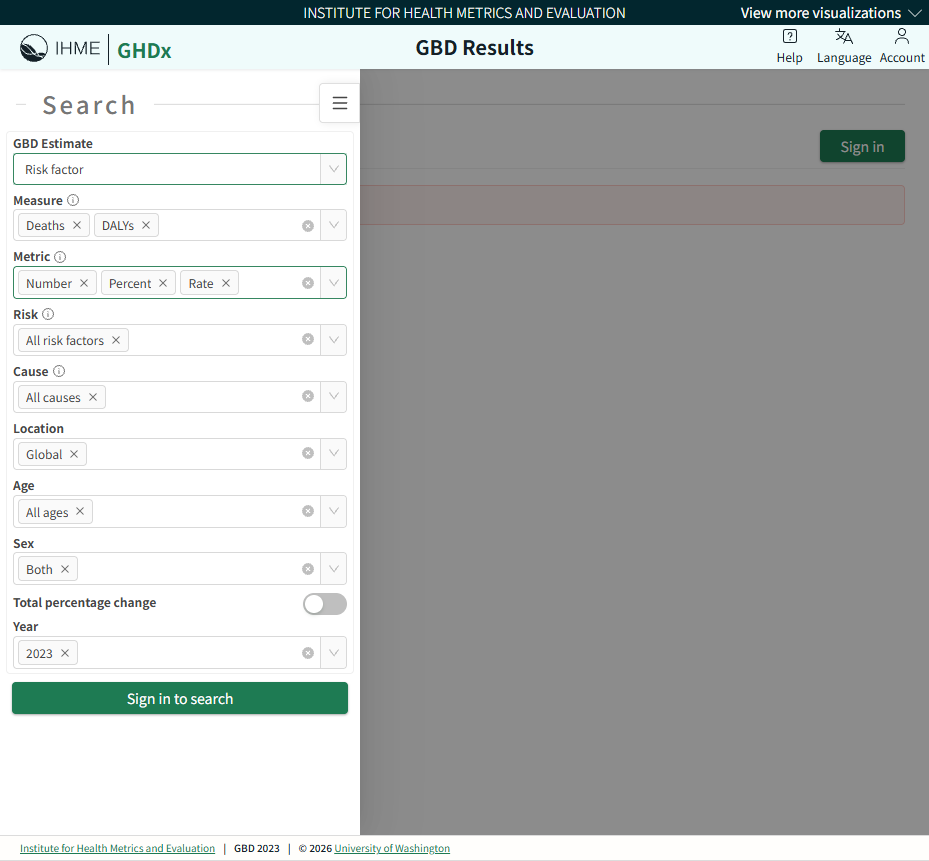 INSTITUTE FOR HEALTH METRICS AND EVALUATION
View more visualizations
IHME GHDx
GBD Results
Help
Language
Account
Search
Sign in
GBD Estimate
Risk factor
Measure
Deaths DALYs
Metric
Number Percent Rate
Risk
All risk factors
Cause
All causes
Location
Global
Age
All ages
Sex
Both
Total percentage change
Year
2023
Sign in to search
Institute for Health Metrics and Evaluation | GBD 2023 | © 2026 University of Washington